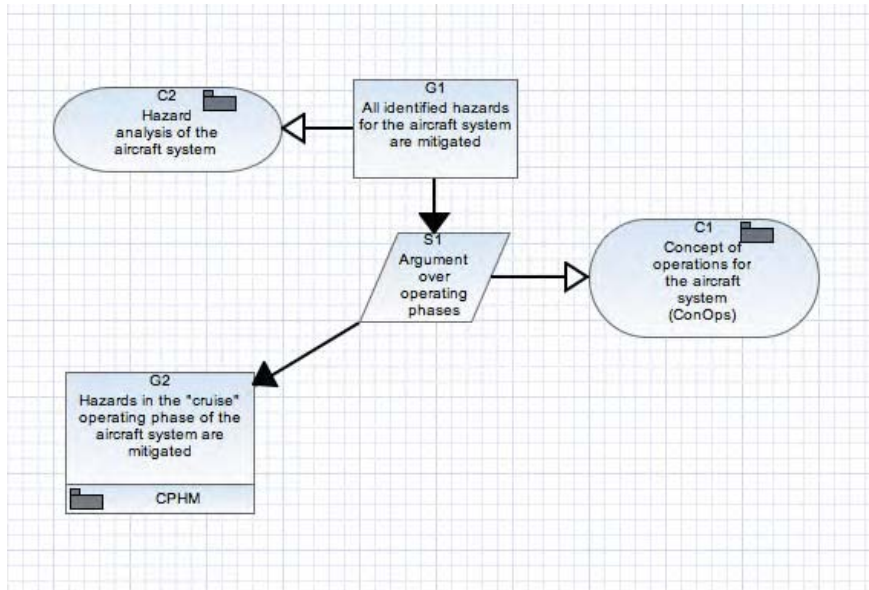 C2
Hazard
analysis of the
aircraft system
G1
All identified hazards
for the aircraft system
are mitigated
S1
Argument
over
operating
phases
C1
Concept of
operations for
the aircraft
system
(ConOps)
G2
Hazards in the "cruise"
operating phase of the
aircraft system are
mitigated
CPHM